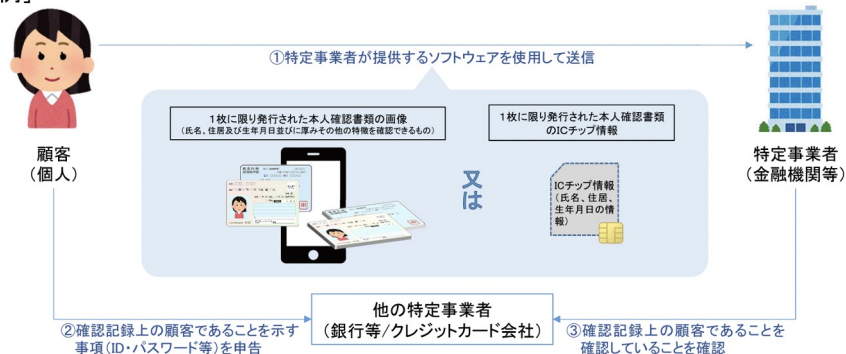 例」
①特定事業者が提供するソフトウェアを使用して送信
1枚に限り発行された本人確認書類の画像
(氏名、住居及び生年月日並びに厚みその他の特徴を確認できるもの)
1枚に限り発行された本人確認書類
のICチップ情報
又は
ICチップ情報
(氏名、住居、
生年月日の情
報)
顧客
(個人)
特定事業者
(金融機関等)
他の特定事業者
(銀行等/クレジットカード会社)
②確認記録上の顧客であることを示す
事項(ID・パスワード等)を申告
③確認記録上の顧客であることを
確認していることを確認